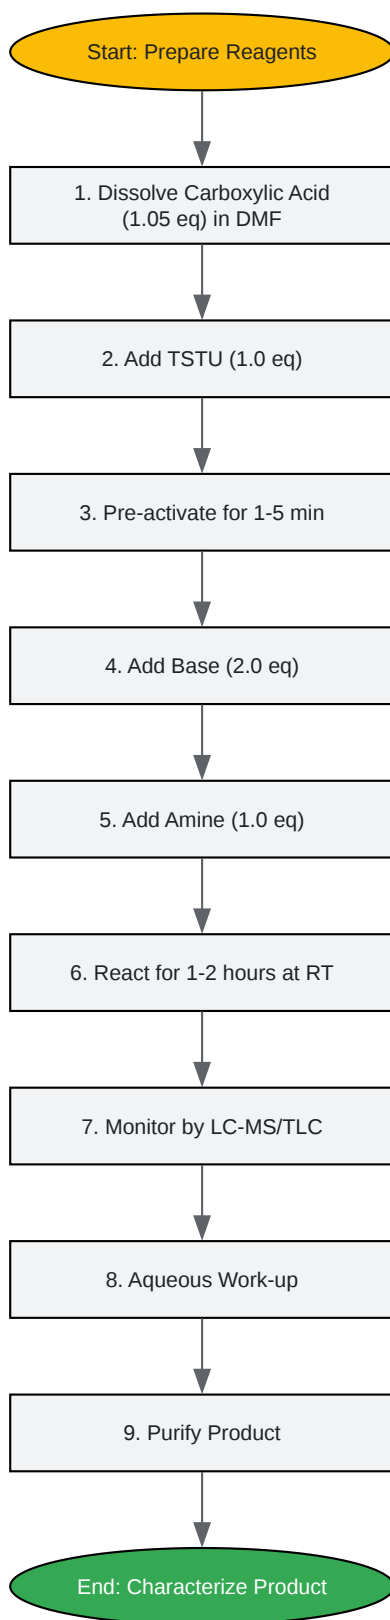 Start: Prepare Reagents
1. Dissolve Carboxylic Acid
(1.05 eq) in DMF
2. Add TSTU (1.0 eq)
3. Pre-activate for 1-5 min
4. Add Base (2.0 eq)
5. Add Amine (1.0 eq)
6. React for 1-2 hours at RT
7. Monitor by LC-MS/TLC
8. Aqueous Work-up
9. Purify Product
End: Characterize Product